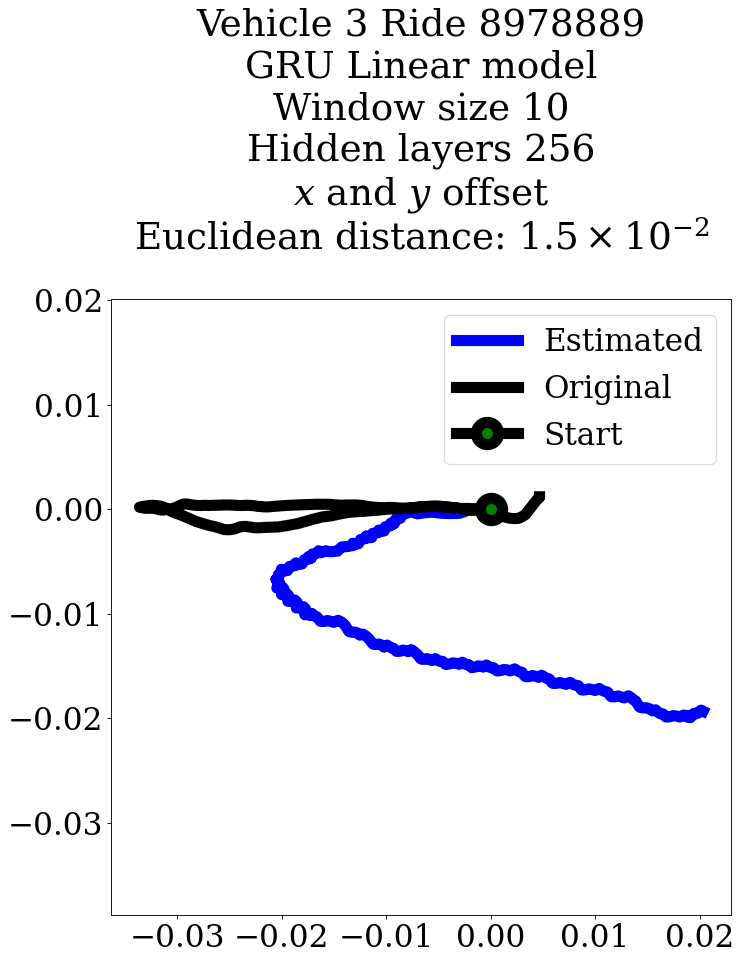 Vehicle 3 Ride 8978889
GRU Linear model
Window size 10
Hidden layers 256
x and y offset
Euclidean distance: 1.5 × 10⁻²
Estimated
Original
Start
0.02
0.01
0.00
−0.01
−0.02
−0.03
−0.03 −0.02 −0.01 0.00 0.01 0.02